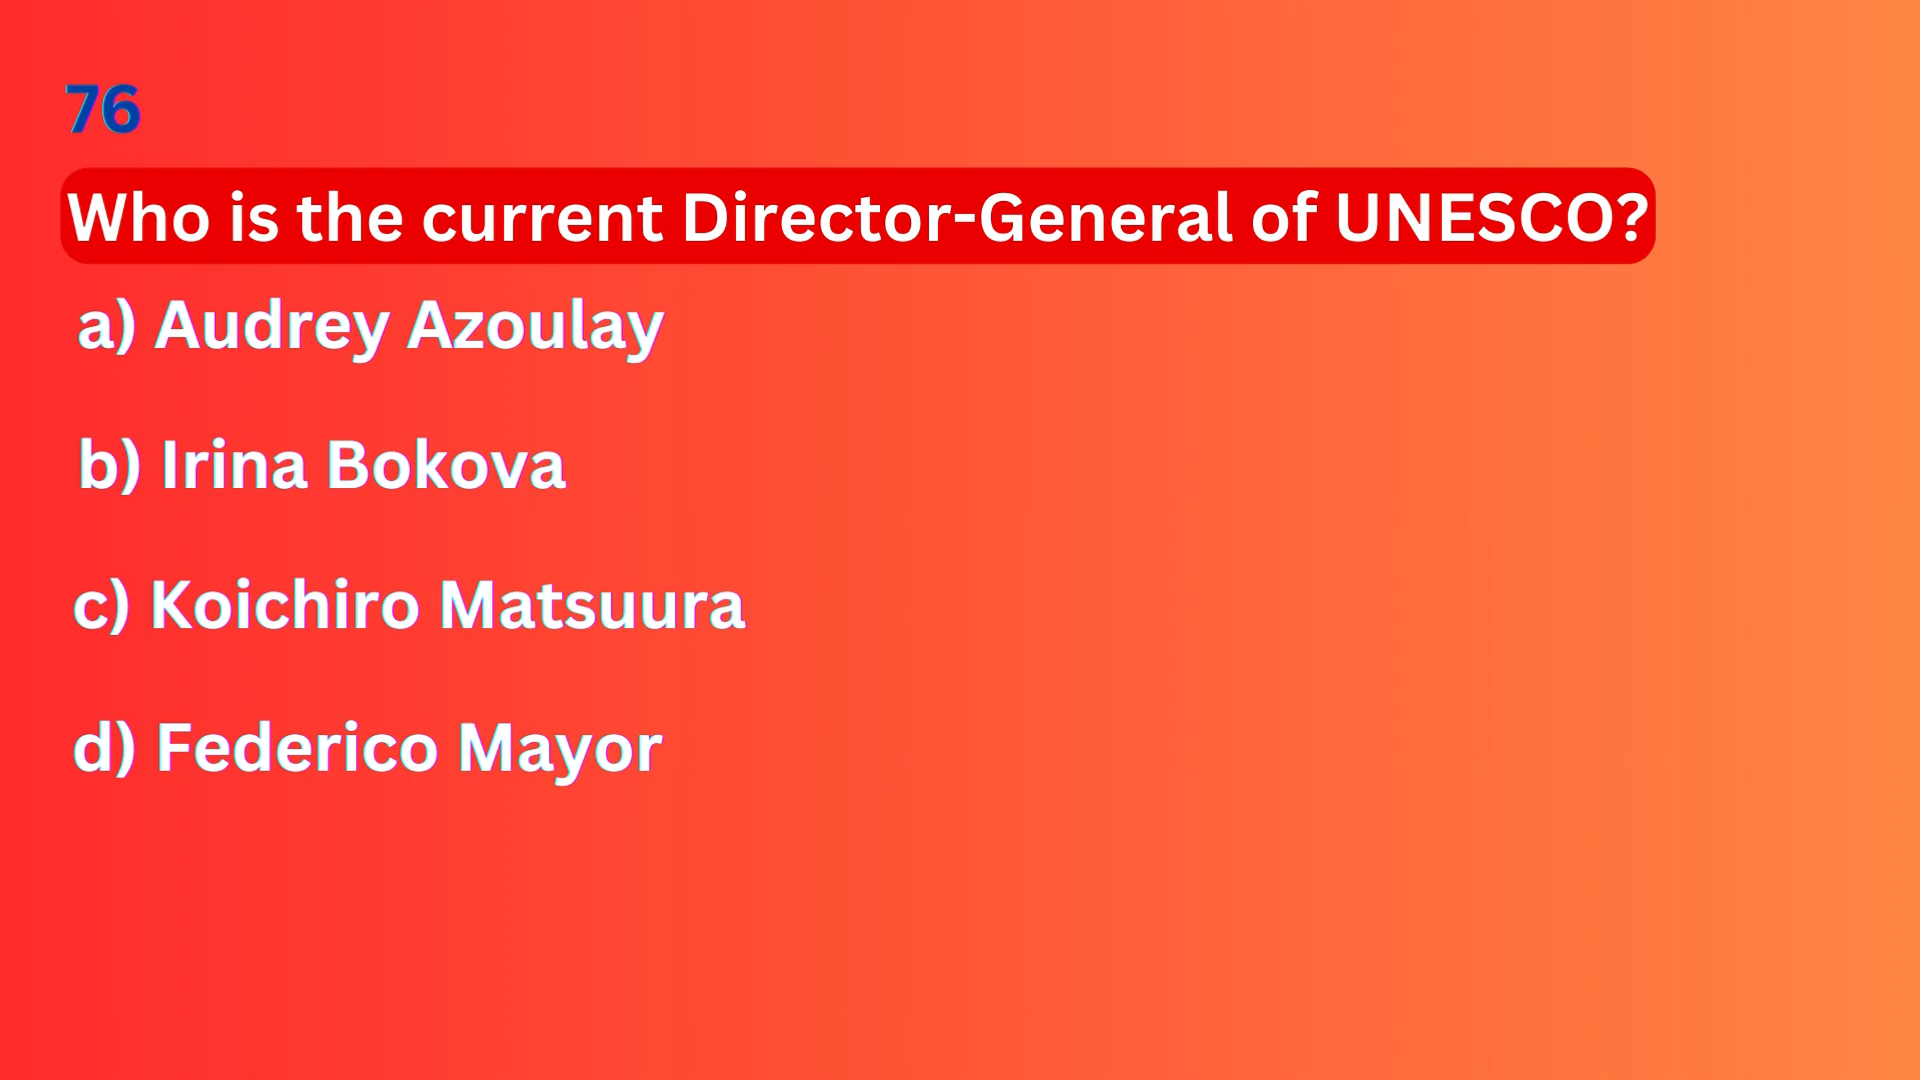 76
Who is the current Director-General of UNESCO?
a) Audrey Azoulay
b) Irina Bokova
c) Koichiro Matsuura
d) Federico Mayor